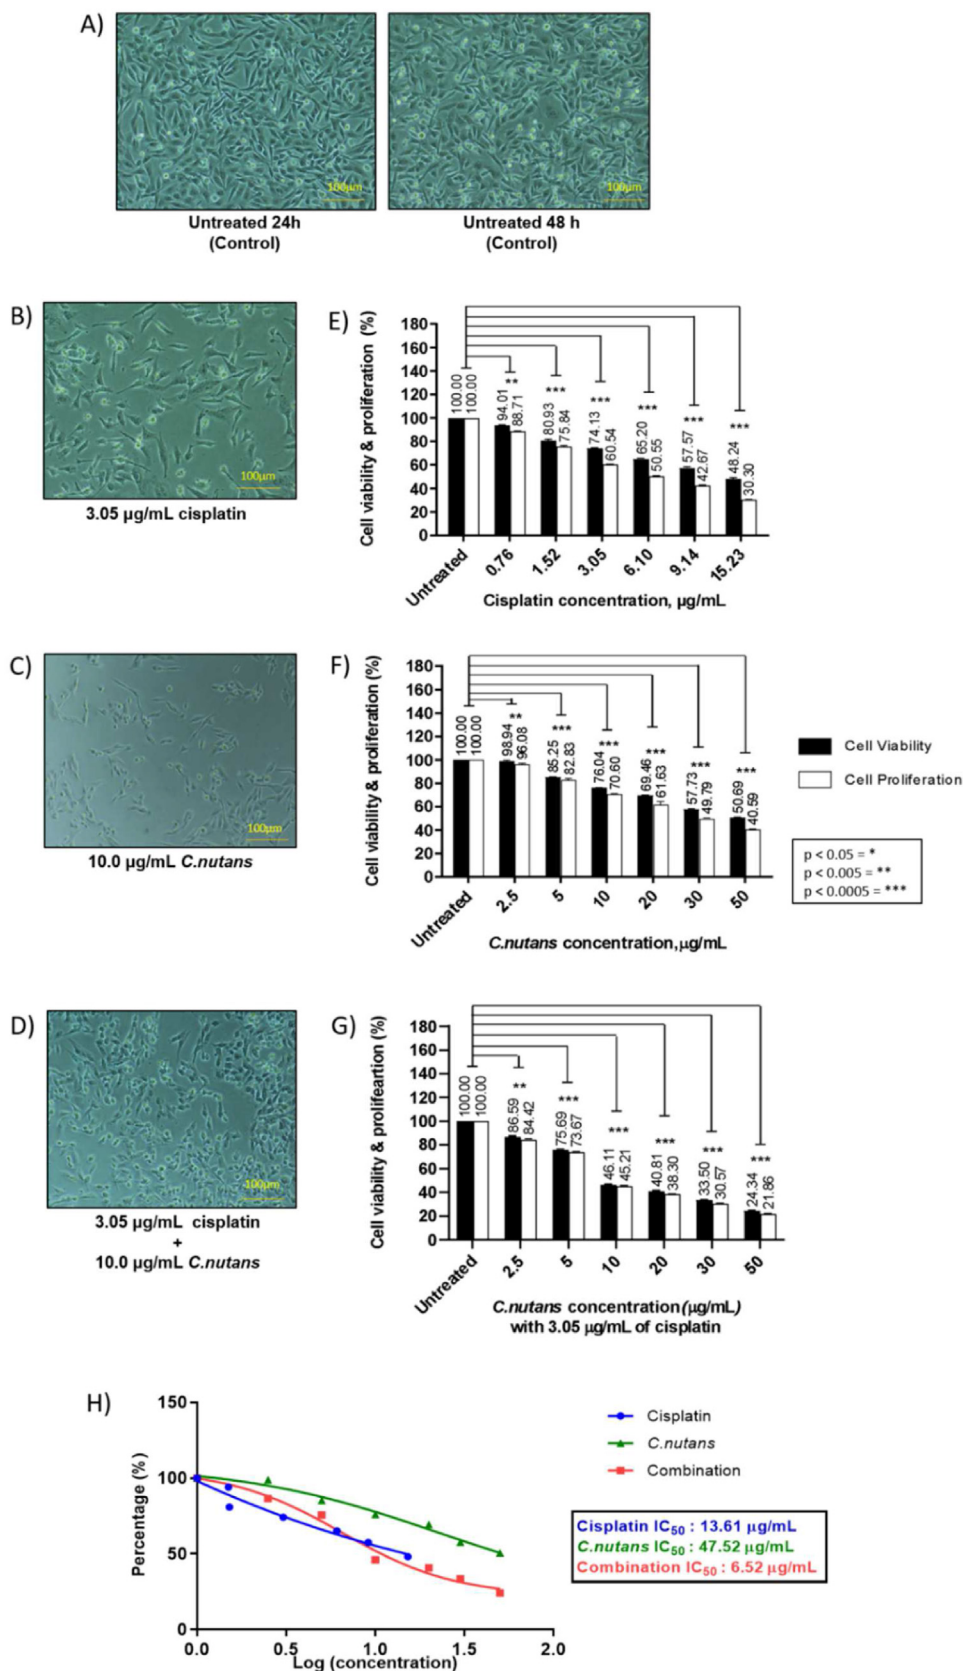 A)
100µm
100µm
Untreated 24h
(Control)
Untreated 48 h
(Control)
B)
100µm
3.05 µg/mL cisplatin
E)
Cell viability & proliferation (%)
180
160
140
120
100
80
60
40
20
0
100.00
100.00
94.01
88.71
80.93
75.84
74.13
60.54
65.20
50.55
57.57
42.67
48.24
30.30
**
***
***
***
***
***
Untreated
0.76
1.52
3.05
6.10
9.14
15.23
Cisplatin concentration, µg/mL
C)
100µm
10.0 µg/mL C.nutans
F)
Cell viability & proliferation (%)
180
160
140
120
100
80
60
40
20
0
100.00
100.00
98.94
96.08
85.25
82.83
76.04
70.60
69.46
61.63
57.73
49.79
50.69
40.59
**
***
***
***
***
***
Untreated
2.5
5
10
20
30
50
C.nutans concentration,µg/mL
Cell Viability
Cell Proliferation
p < 0.05 = *
p < 0.005 = **
p < 0.0005 = ***
D)
100µm
3.05 µg/mL cisplatin
+
10.0 µg/mL C.nutans
G)
Cell viability & prolifeartion (%)
180
160
140
120
100
80
60
40
20
0
100.00
100.00
86.59
84.42
75.69
73.67
46.11
45.21
40.81
38.30
33.50
30.57
24.34
21.86
**
***
***
***
***
***
Untreated
2.5
5
10
20
30
50
C.nutans concentration(µg/mL)
with 3.05 µg/mL of cisplatin
H)
Percentage (%)
150
100
50
0
0.0
0.5
1.0
1.5
2.0
Log (concentration)
Cisplatin
C.nutans
Combination
Cisplatin IC50 : 13.61 µg/mL
C.nutans IC50 : 47.52 µg/mL
Combination IC50 : 6.52 µg/mL